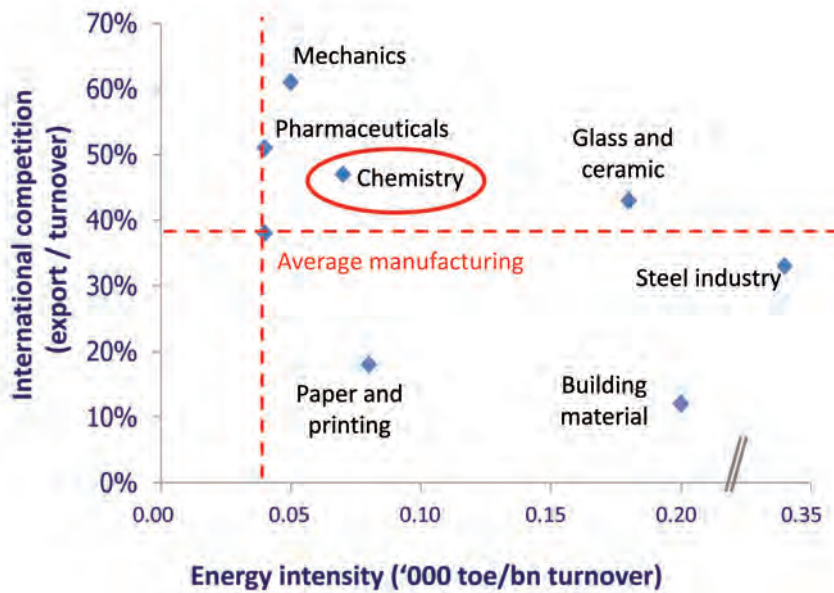 70%
60%
50%
40%
30%
20%
10%
0%
International competition
(export / turnover)
Mechanics
Pharmaceuticals
Chemistry
Glass and
ceramic
Average manufacturing
Steel industry
Paper and
printing
Building
material
0.00
0.05
0.10
0.15
0.20
0.35
Energy intensity (‘000 toe/bn turnover)